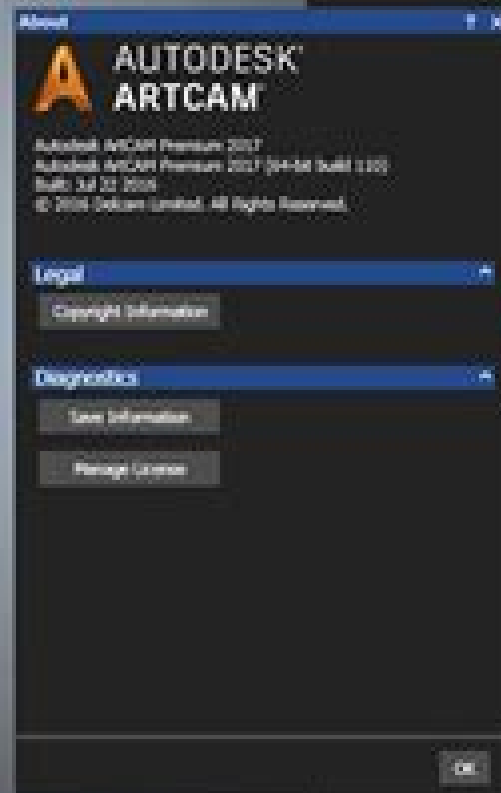 About
AUTODESK'
ARTCAM
Autodesk ArtCAM Premium 2017
Autodesk ArtCAM Premium 2017 [64-bit build 110]
Built: Jul 22 2016
© 2016 Delcam Limited. All Rights Reserved.
Legal
Copyright Information
Diagnostics
Save Information
Manage License
OK